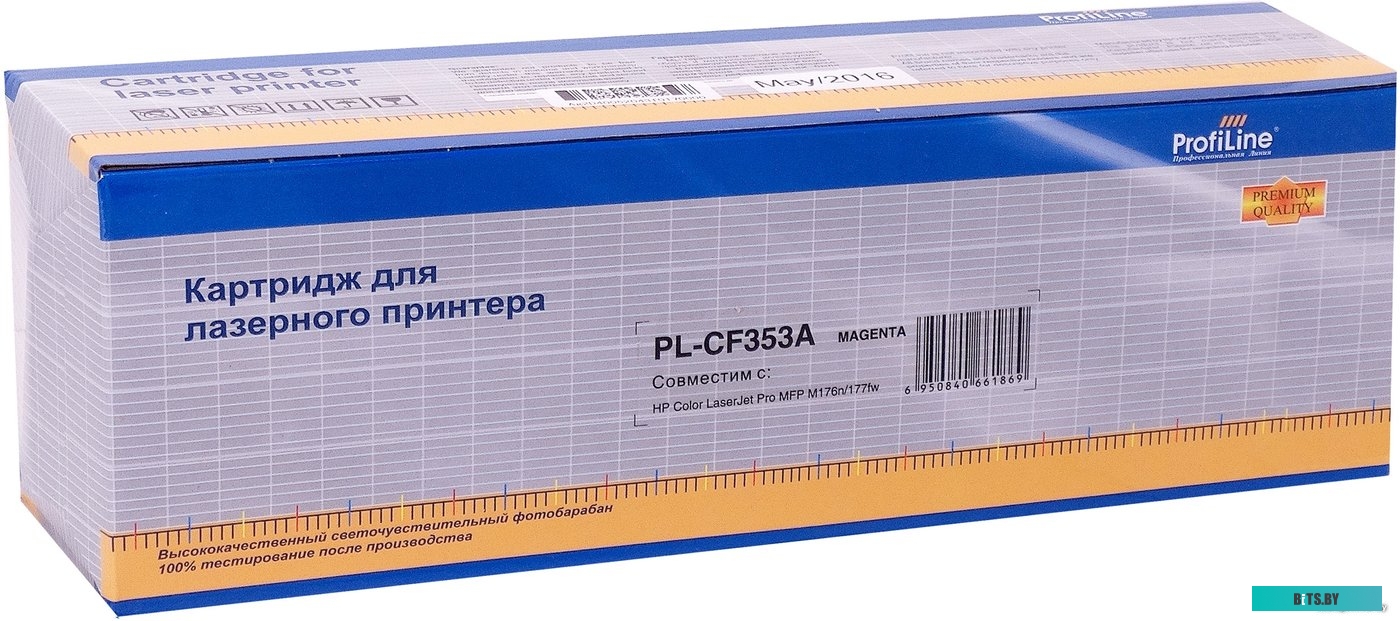 ProfiLine
Cartridge for
laser printer
May/2016
ProfiLine®
Профессиональная Линия
PREMIUM
QUALITY
Картридж для
лазерного принтера
PL-CF353A MAGENTA
Совместим с:
HP Color LaserJet Pro MFP M176n/177fw
6 950840 661869
Высококачественный светочувствительный фотобарабан
100% тестирование после производства
BITS.BY